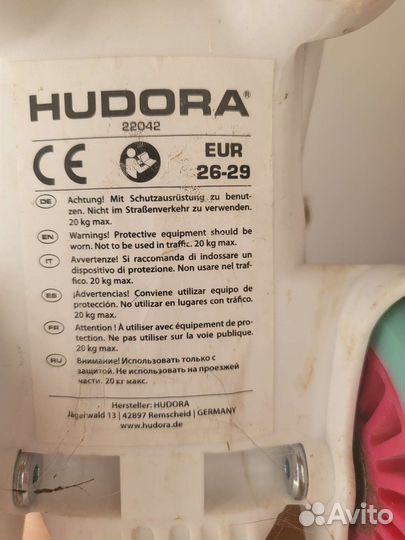 HUDORA®
22042
CE
EUR
26-29
DE Achtung! Mit Schutzausrüstung zu benut-
zen. Nicht im Straßenverkehr zu verwenden.
20 kg max.
EN Warnings! Protective equipment should be
worn. Not to be used in traffic. 20 kg max.
IT Avvertenze! Si raccomanda di indossare un
dispositivo di protezione. Non usare nel traf-
fico. 20 kg max.
ES ¡Advertencias! Conviene utilizar equipo de
protección. No utilizar en lugares con tráfico.
20 kg max.
FR Attention ! À utiliser avec équipement de pro-
tection. Ne pas utiliser sur la voie publique.
20 kg max.
RU Внимание! Использовать только с
защитой. Не использовать на проезжей
части. 20 кг макс.
Hersteller: HUDORA
Jägerwald 13 | 42897 Remscheid | GERMANY
www.hudora.de
Avito